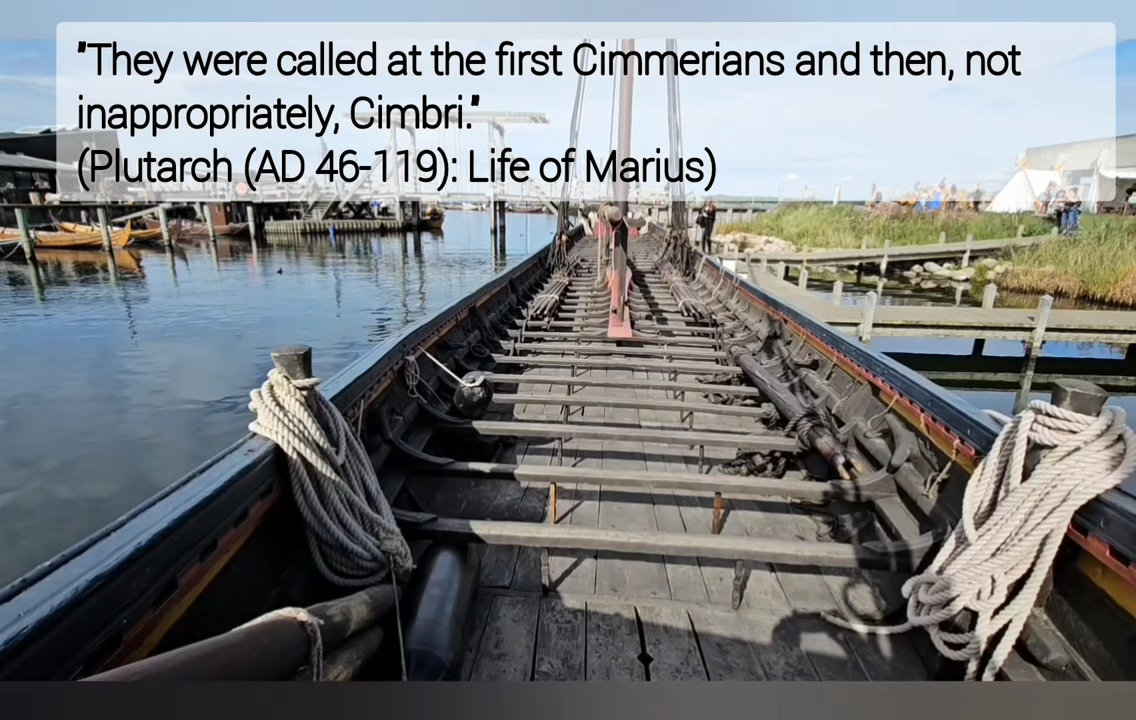 "They were called at the first Cimmerians and then, not
inappropriately, Cimbri."
(Plutarch (AD 46-119): Life of Marius)